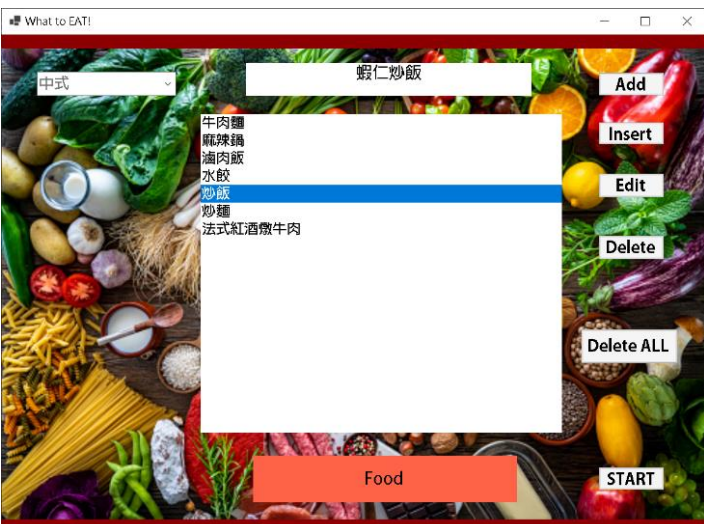 What to EAT!
中式
蝦仁炒飯
Add
牛肉麵
麻辣鍋
滷肉飯
水餃
炒飯
炒麵
法式紅酒燉牛肉
Insert
Edit
Delete
Delete ALL
Food
START